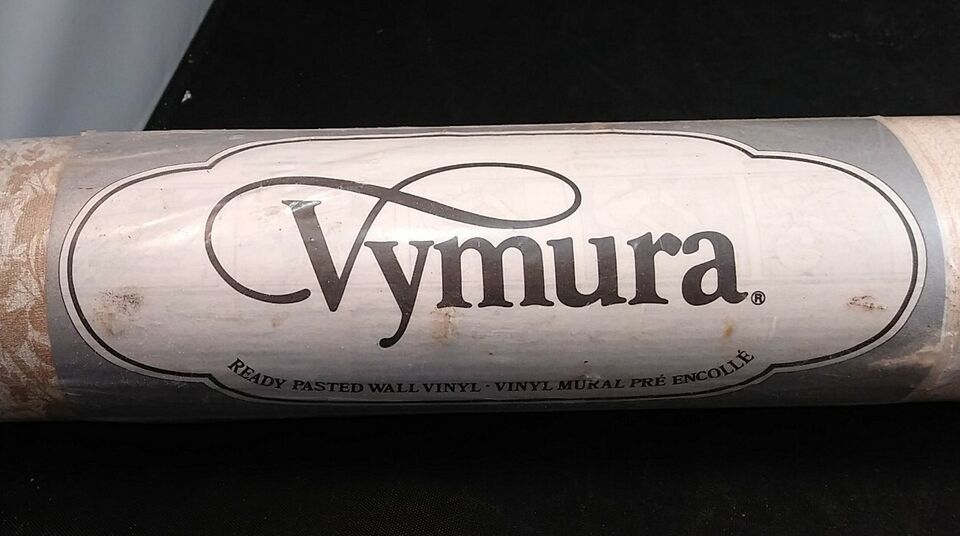 Vymura®
READY PASTED WALL VINYL · VINYL MURAL PRÉ ENCOLLÉ